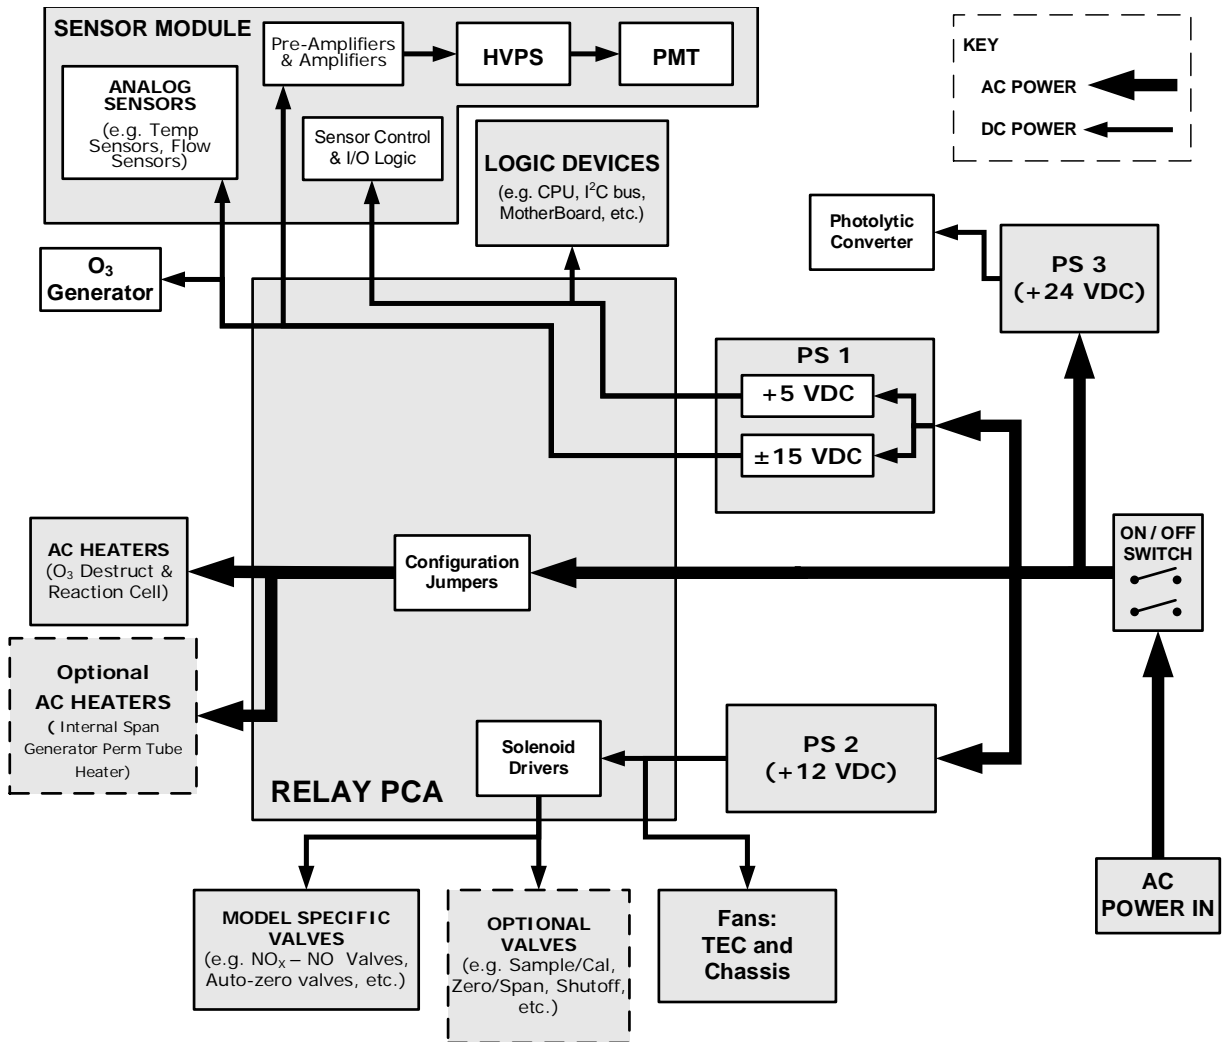 SENSOR MODULE
Pre-Amplifiers
& Amplifiers
HVPS
PMT
KEY
AC POWER
DC POWER
ANALOG
SENSORS
(e.g. Temp
Sensors, Flow
Sensors)
Sensor Control
& I/O Logic
LOGIC DEVICES
(e.g. CPU, I²C bus,
MotherBoard, etc.)
Photolytic
Converter
PS 3
(+24 VDC)
O₃
Generator
PS 1
+5 VDC
±15 VDC
ON / OFF
SWITCH
AC HEATERS
(O₃ Destruct &
Reaction Cell)
Configuration
Jumpers
Optional
AC HEATERS
( Internal Span
Generator Perm Tube
Heater)
Solenoid
Drivers
PS 2
(+12 VDC)
RELAY PCA
AC
POWER IN
MODEL SPECIFIC
VALVES
(e.g. NOₓ – NO Valves,
Auto-zero valves, etc.)
OPTIONAL
VALVES
(e.g. Sample/Cal,
Zero/Span, Shutoff,
etc.)
Fans:
TEC and
Chassis